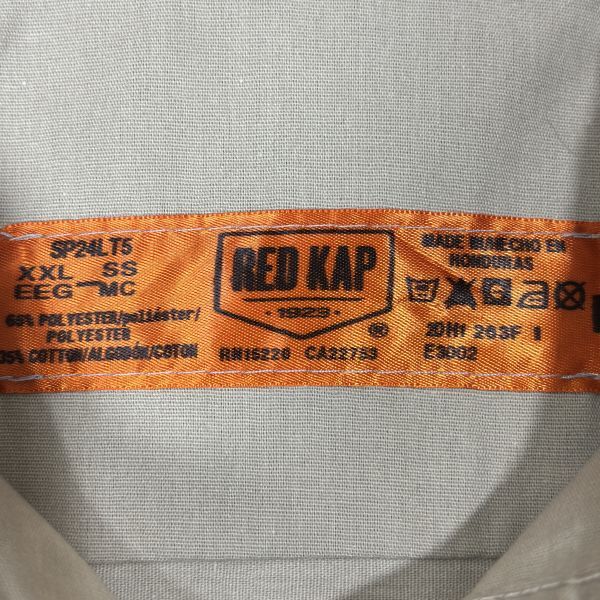 SP24LT5
XXL SS
EEG MC
65% POLYESTER/poliéster/
POLYESTER
35% COTTON/ALGODÓN/COTON
RED KAP
·1923·
®
RN15220 CA22753
MADE IN/HECHO EN
HONDURAS
E3002